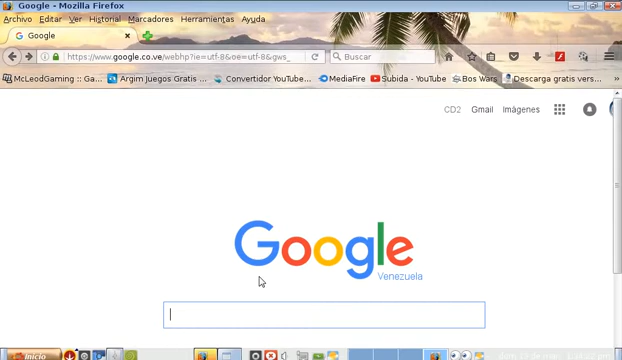 Google - Mozilla Firefox
Archivo Editar Ver Historial Marcadores Herramientas Ayuda
Google
https://www.google.co.ve/webhp?ie=utf-8&oe=utf-8&gws_
Buscar
McLeodGaming :: Ga... Argim Juegos Gratis ... Convertidor YouTube... MediaFire Subida - YouTube Bos Wars Descarga gratis vers...
CD2 Gmail Imágenes
Google
Venezuela
Inicio